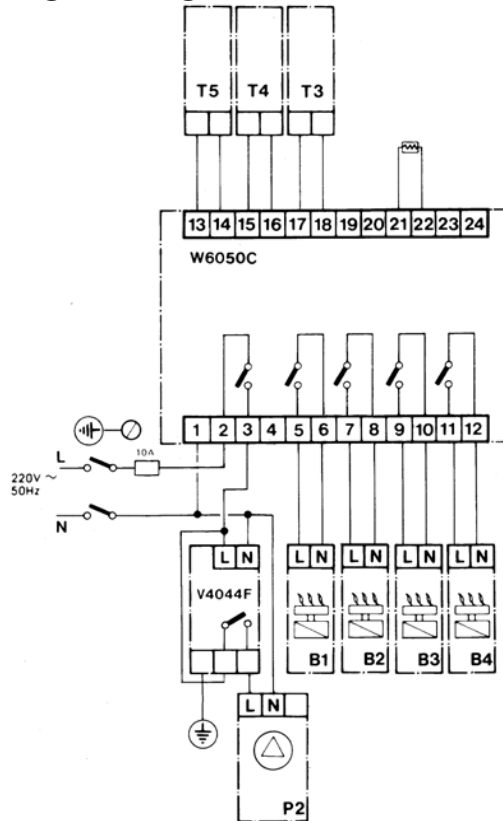 T5 T4 T3
13 14 15 16 17 18 19 20 21 22 23 24
W6050C
1 2 3 4 5 6 7 8 9 10 11 12
10A
L
220V ~
50Hz
N
L N L N L N L N L N
V4044F
B1 B2 B3 B4
L N
P2